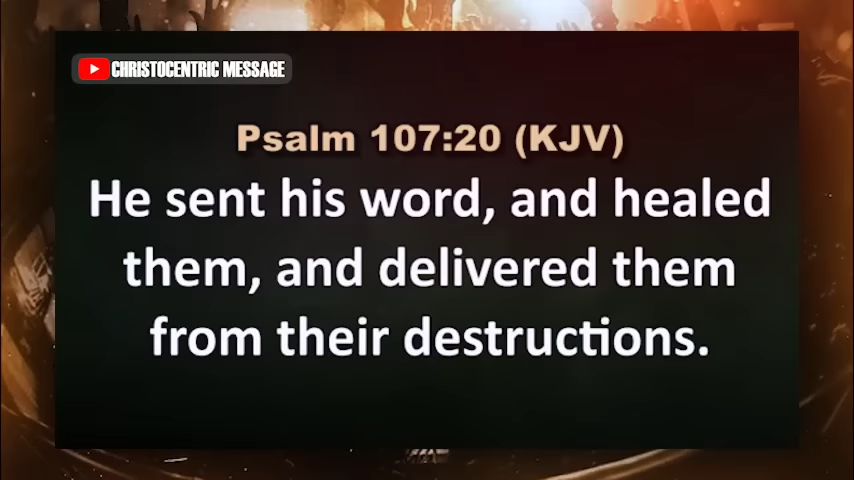 CHRISTOCENTRIC MESSAGE
Psalm 107:20 (KJV)
He sent his word, and healed
them, and delivered them
from their destructions.